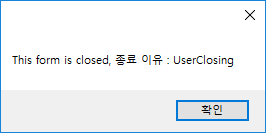 This form is closed, 종료 이유 : UserClosing
확인